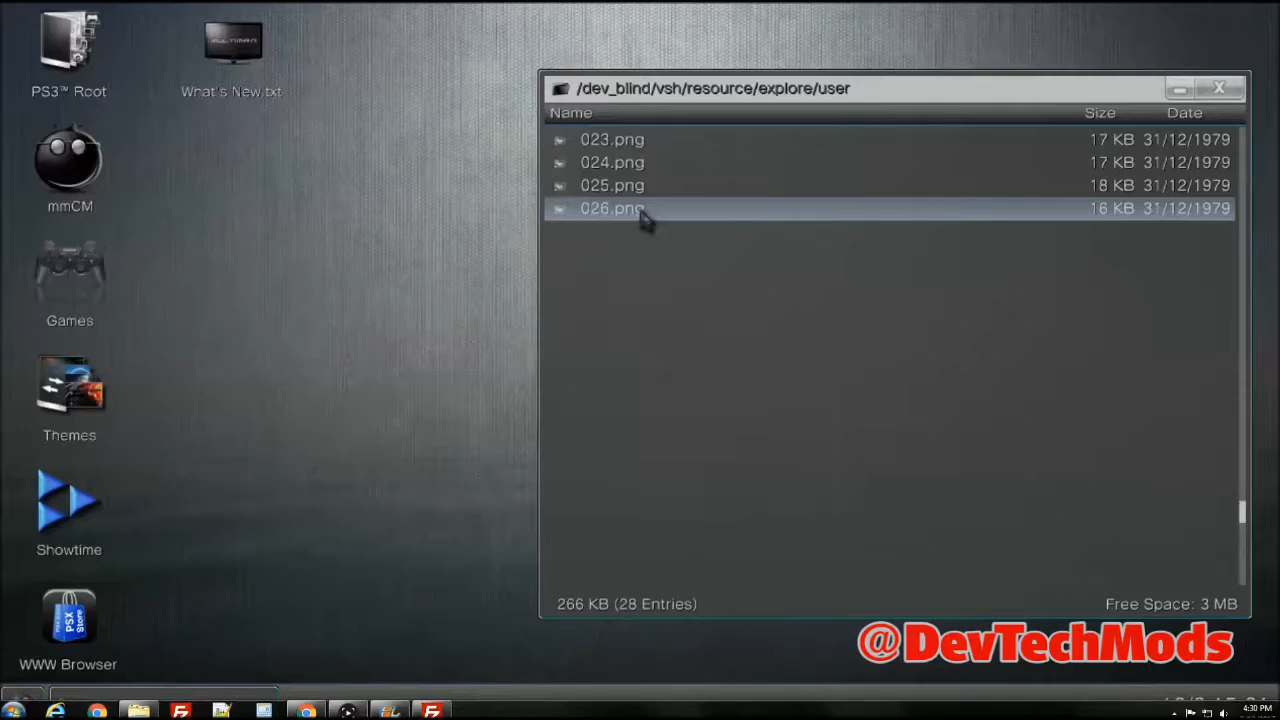 PS3™ Root
What's New.txt
mmCM
Games
Themes
Showtime
PSX
Store
WWW Browser
/dev_blind/vsh/resource/explore/user
Name Size Date
023.png 17 KB 31/12/1979
024.png 17 KB 31/12/1979
025.png 18 KB 31/12/1979
026.png 16 KB 31/12/1979
266 KB (28 Entries) Free Space: 3 MB
@DevTechMods
4:30 PM